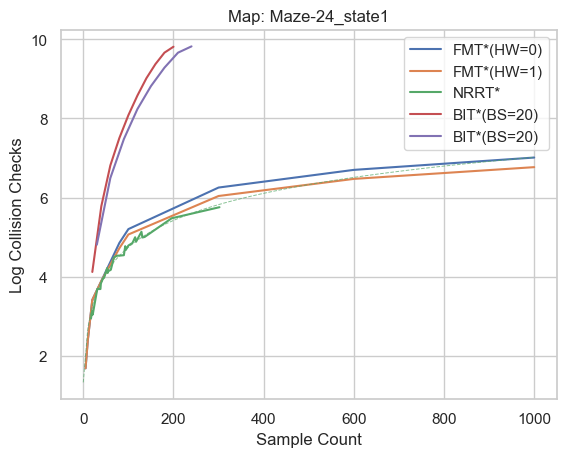 Map: Maze-24_state1
FMT*(HW=0)
FMT*(HW=1)
NRRT*
BIT*(BS=20)
BIT*(BS=20)
Log Collision Checks
10
8
6
4
2
0
200
400
600
800
1000
Sample Count